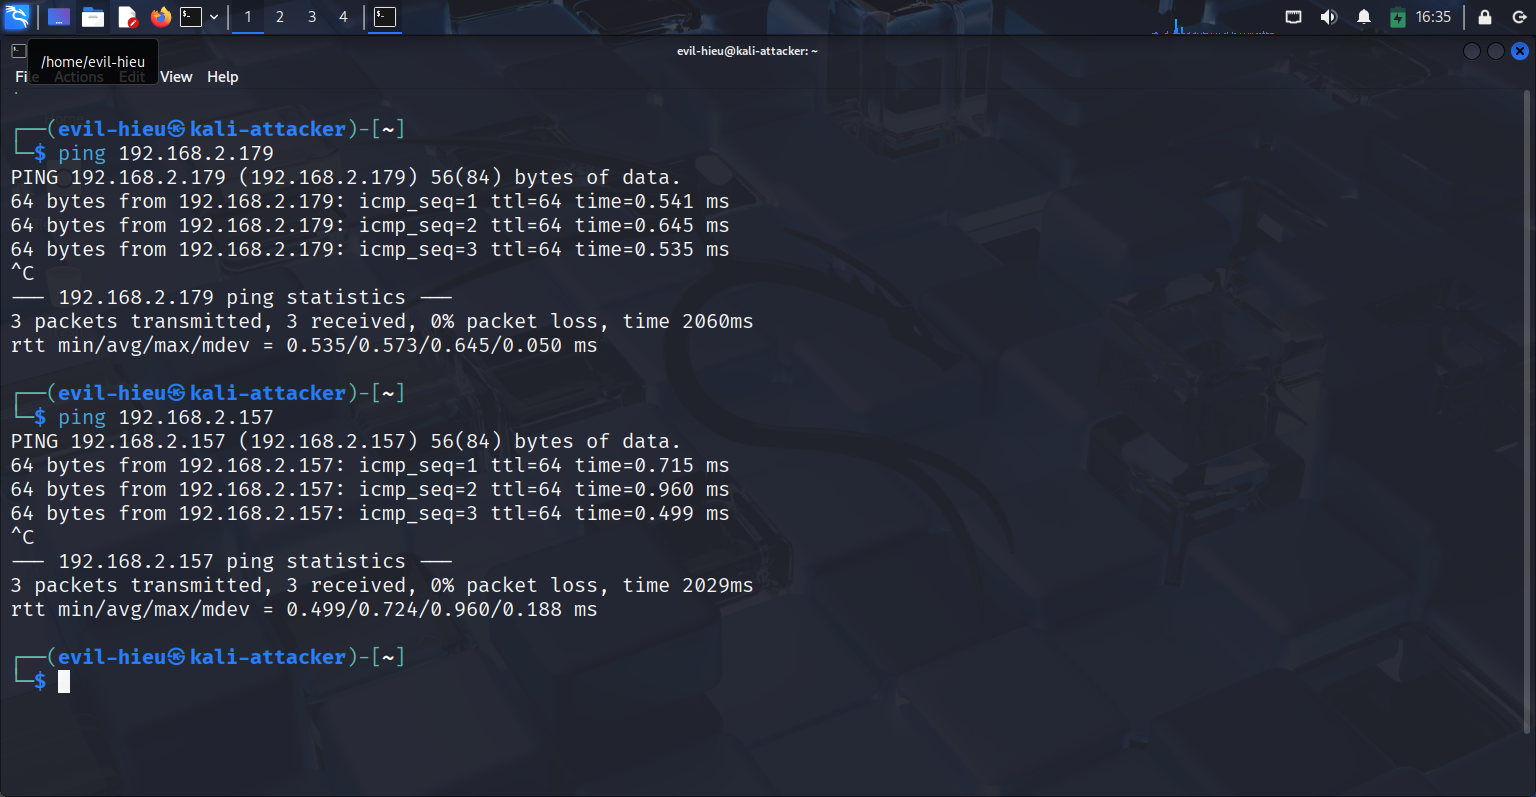 1 2 3 4 16:35
evil-hieu@kali-attacker: ~
/home/evil-hieu
File Actions Edit View Help
┌──(evil-hieu㉿kali-attacker)-[~]
└─$ ping 192.168.2.179
PING 192.168.2.179 (192.168.2.179) 56(84) bytes of data.
64 bytes from 192.168.2.179: icmp_seq=1 ttl=64 time=0.541 ms
64 bytes from 192.168.2.179: icmp_seq=2 ttl=64 time=0.645 ms
64 bytes from 192.168.2.179: icmp_seq=3 ttl=64 time=0.535 ms
^C
--- 192.168.2.179 ping statistics ---
3 packets transmitted, 3 received, 0% packet loss, time 2060ms
rtt min/avg/max/mdev = 0.535/0.573/0.645/0.050 ms
┌──(evil-hieu㉿kali-attacker)-[~]
└─$ ping 192.168.2.157
PING 192.168.2.157 (192.168.2.157) 56(84) bytes of data.
64 bytes from 192.168.2.157: icmp_seq=1 ttl=64 time=0.715 ms
64 bytes from 192.168.2.157: icmp_seq=2 ttl=64 time=0.960 ms
64 bytes from 192.168.2.157: icmp_seq=3 ttl=64 time=0.499 ms
^C
--- 192.168.2.157 ping statistics ---
3 packets transmitted, 3 received, 0% packet loss, time 2029ms
rtt min/avg/max/mdev = 0.499/0.724/0.960/0.188 ms
┌──(evil-hieu㉿kali-attacker)-[~]
└─$